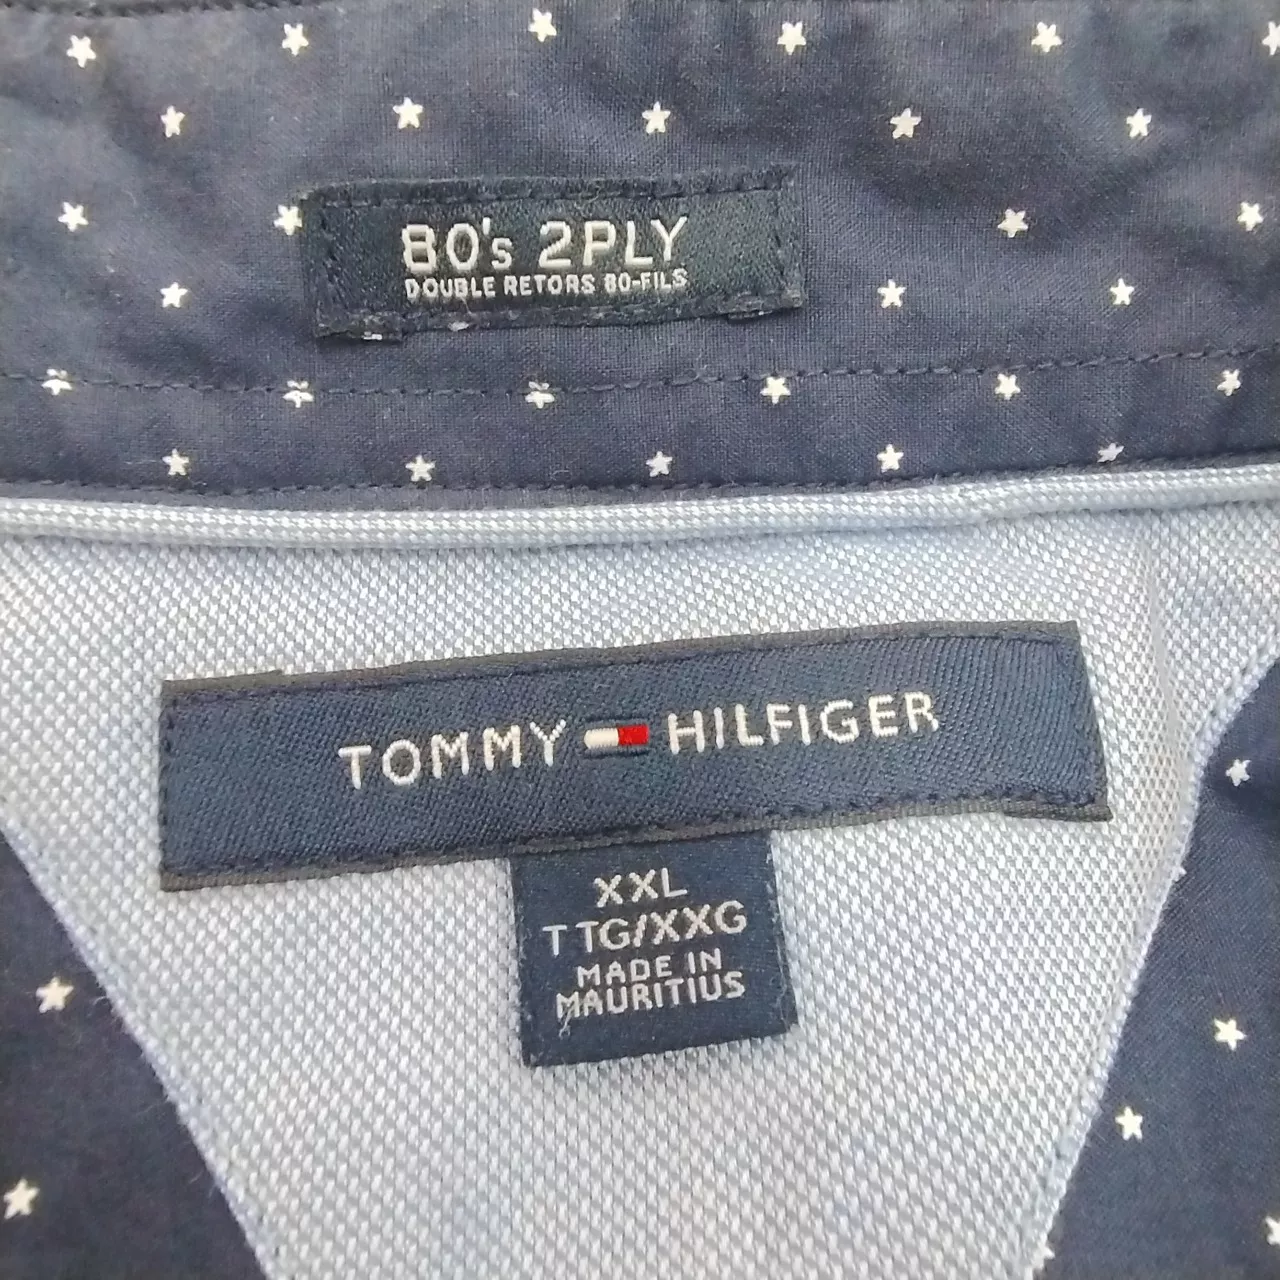 80's 2PLY
DOUBLE RETORS 80-FILS
TOMMY HILFIGER
XXL
TTG/XXG
MADE IN
MAURITIUS